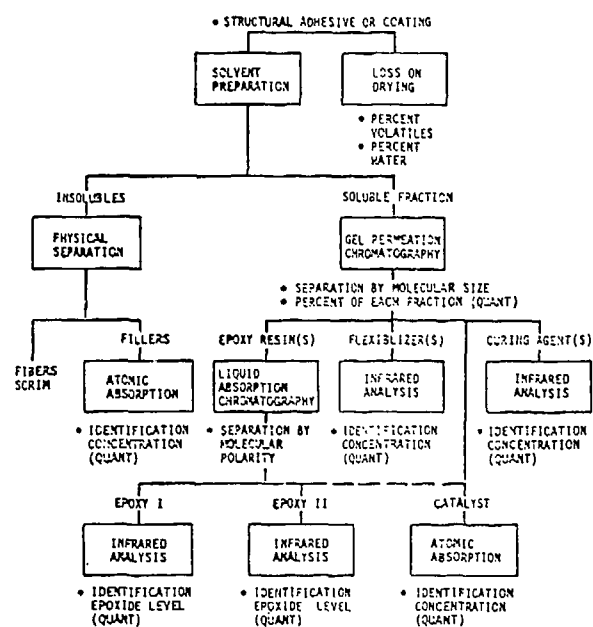 • STRUCTURAL ADHESIVE OR COATING
SOLVENT
PREPARATION
LOSS ON
DRYING
• PERCENT
VOLATILES
• PERCENT
WATER
INSOLUBLES
SOLUBLE FRACTION
PHYSICAL
SEPARATION
GEL PERMEATION
CHROMATOGRAPHY
• SEPARATION BY MOLECULAR SIZE
• PERCENT OF EACH FRACTION (QUANT)
FIBERS
SCRIM
FILLERS
ATOMIC
ABSORPTION
• IDENTIFICATION
CONCENTRATION
(QUANT)
EPOXY RESIN(S)
LIQUID
ABSORPTION
CHROMATOGRAPHY
• SEPARATION BY
MOLECULAR
POLARITY
FLEXIBLIZER(S)
INFRARED
ANALYSIS
• IDENTIFICATION
CONCENTRATION
(QUANT)
CURING AGENT(S)
INFRARED
ANALYSIS
• IDENTIFICATION
CONCENTRATION
(QUANT)
EPOXY I
INFRARED
ANALYSIS
• IDENTIFICATION
EPOXIDE LEVEL
(QUANT)
EPOXY II
INFRARED
ANALYSIS
• IDENTIFICATION
EPOXIDE LEVEL
(QUANT)
CATALYST
ATOMIC
ABSORPTION
• IDENTIFICATION
CONCENTRATION
(QUANT)